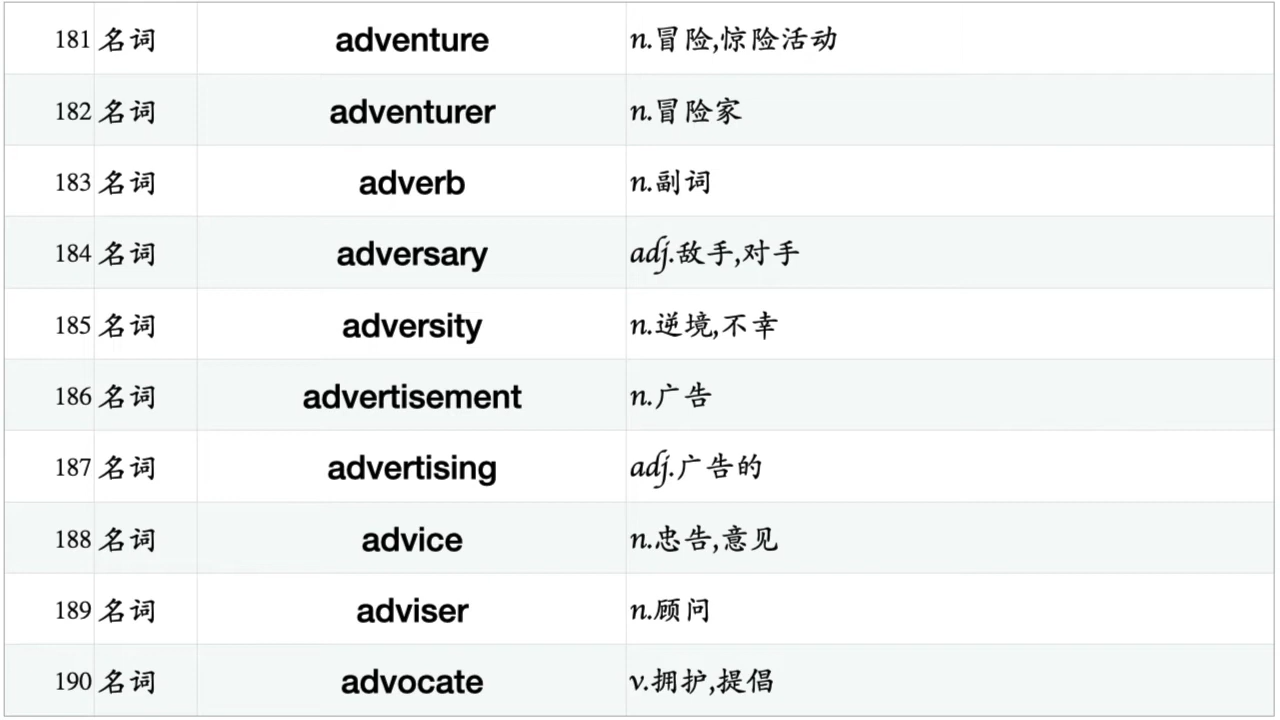 181 名词 adventure n.冒险,惊险活动
182 名词 adventurer n.冒险家
183 名词 adverb n.副词
184 名词 adversary adj.敌手,对手
185 名词 adversity n.逆境,不幸
186 名词 advertisement n.广告
187 名词 advertising adj.广告的
188 名词 advice n.忠告,意见
189 名词 adviser n.顾问
190 名词 advocate v.拥护,提倡